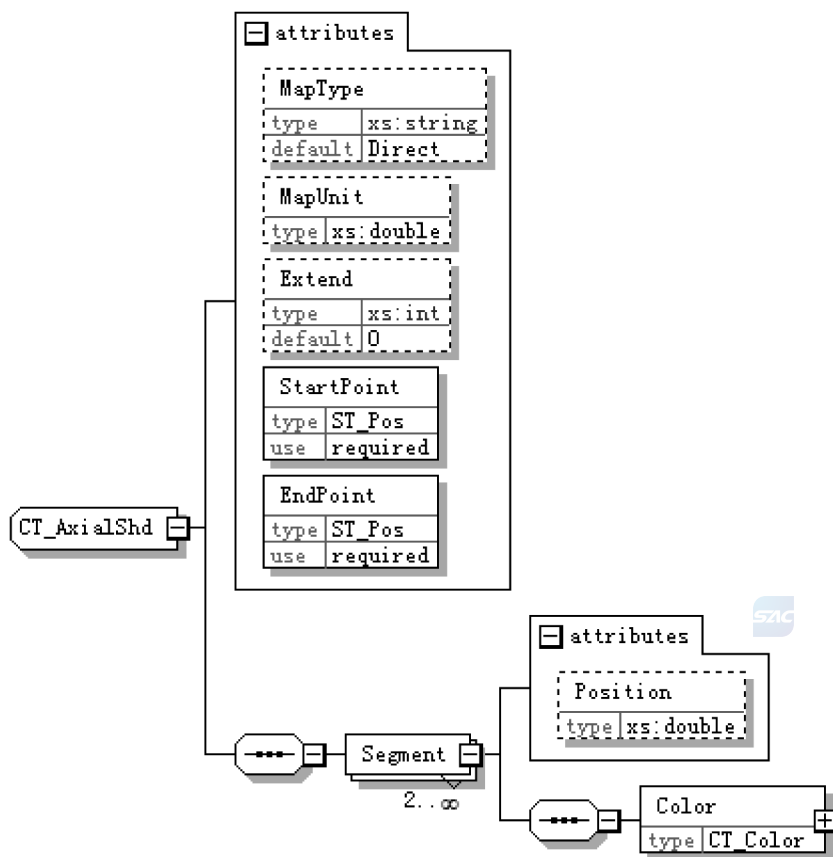 attributes
MapType
type xs:string
default Direct
MapUnit
type xs:double
Extend
type xs:int
default 0
StartPoint
type ST_Pos
use required
EndPoint
type ST_Pos
use required
CT_AxialShd
attributes
Position
type xs:double
Segment
2..∞
Color
type CT_Color
SAC